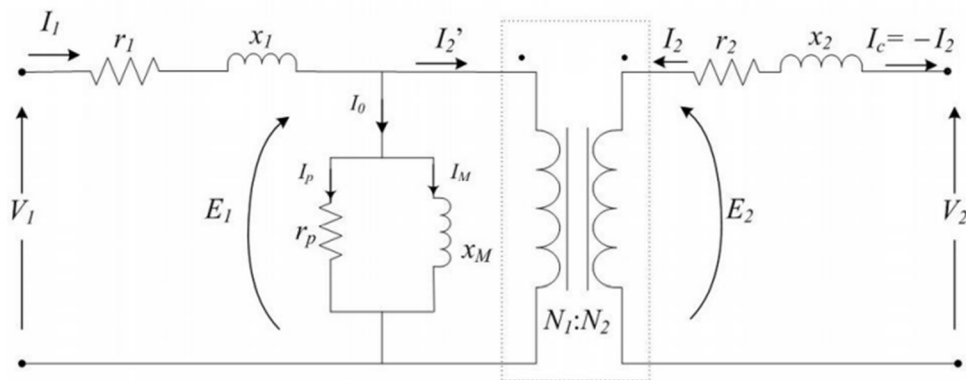 I1 r1 x1 I2' I2 r2 x2 Ic= −I2
I0
Ip IM
V1 E1 rp xM E2 V2
N1:N2